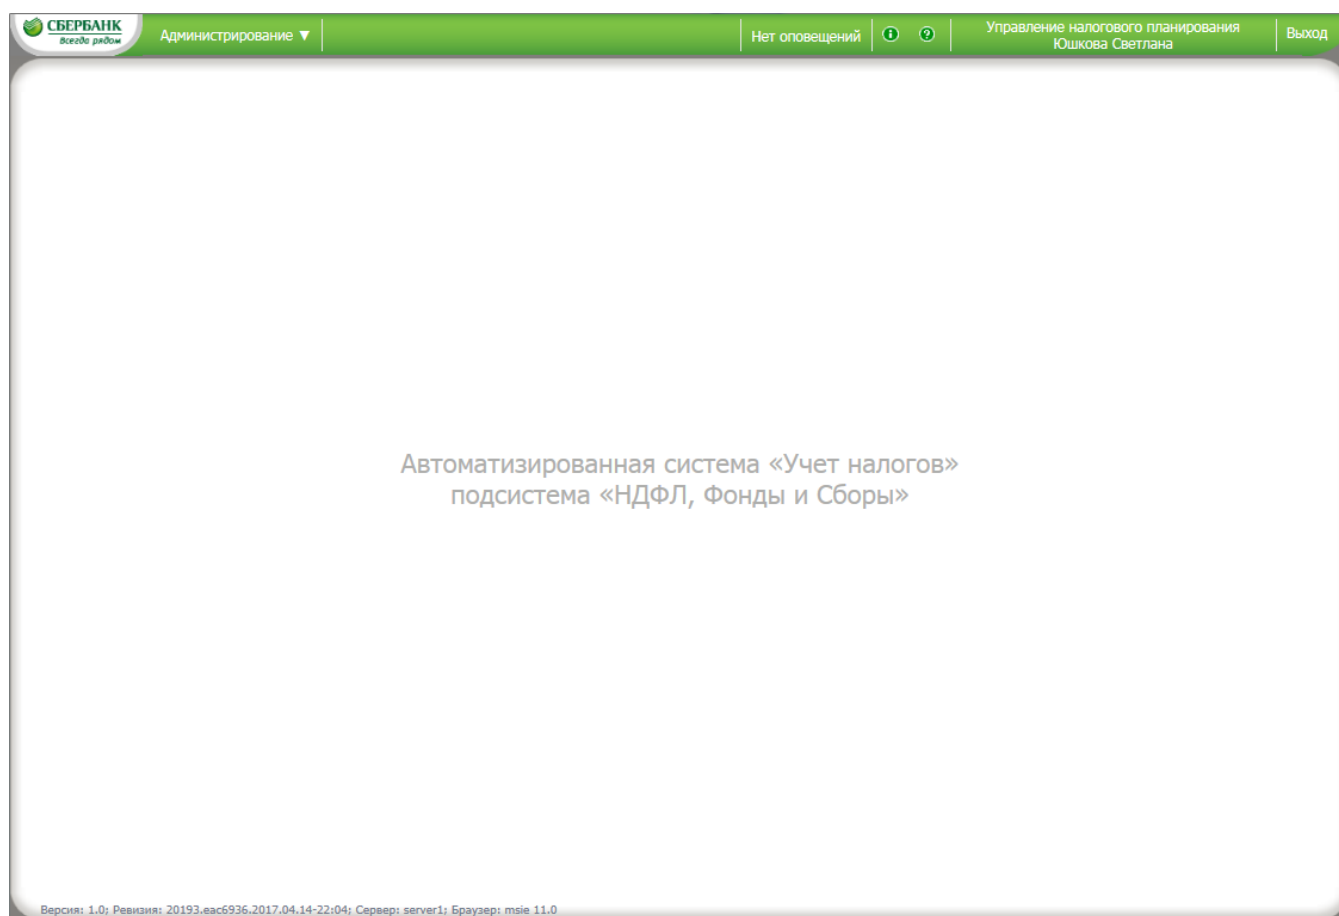 СБЕРБАНК
Всегда рядом
Администрирование ▼
Нет оповещений
Управление налогового планирования
Юшкова Светлана
Выход
Автоматизированная система «Учет налогов»
подсистема «НДФЛ, Фонды и Сборы»
Версия: 1.0; Ревизия: 20193.eac6936.2017.04.14-22:04; Сервер: server1; Браузер: msie 11.0